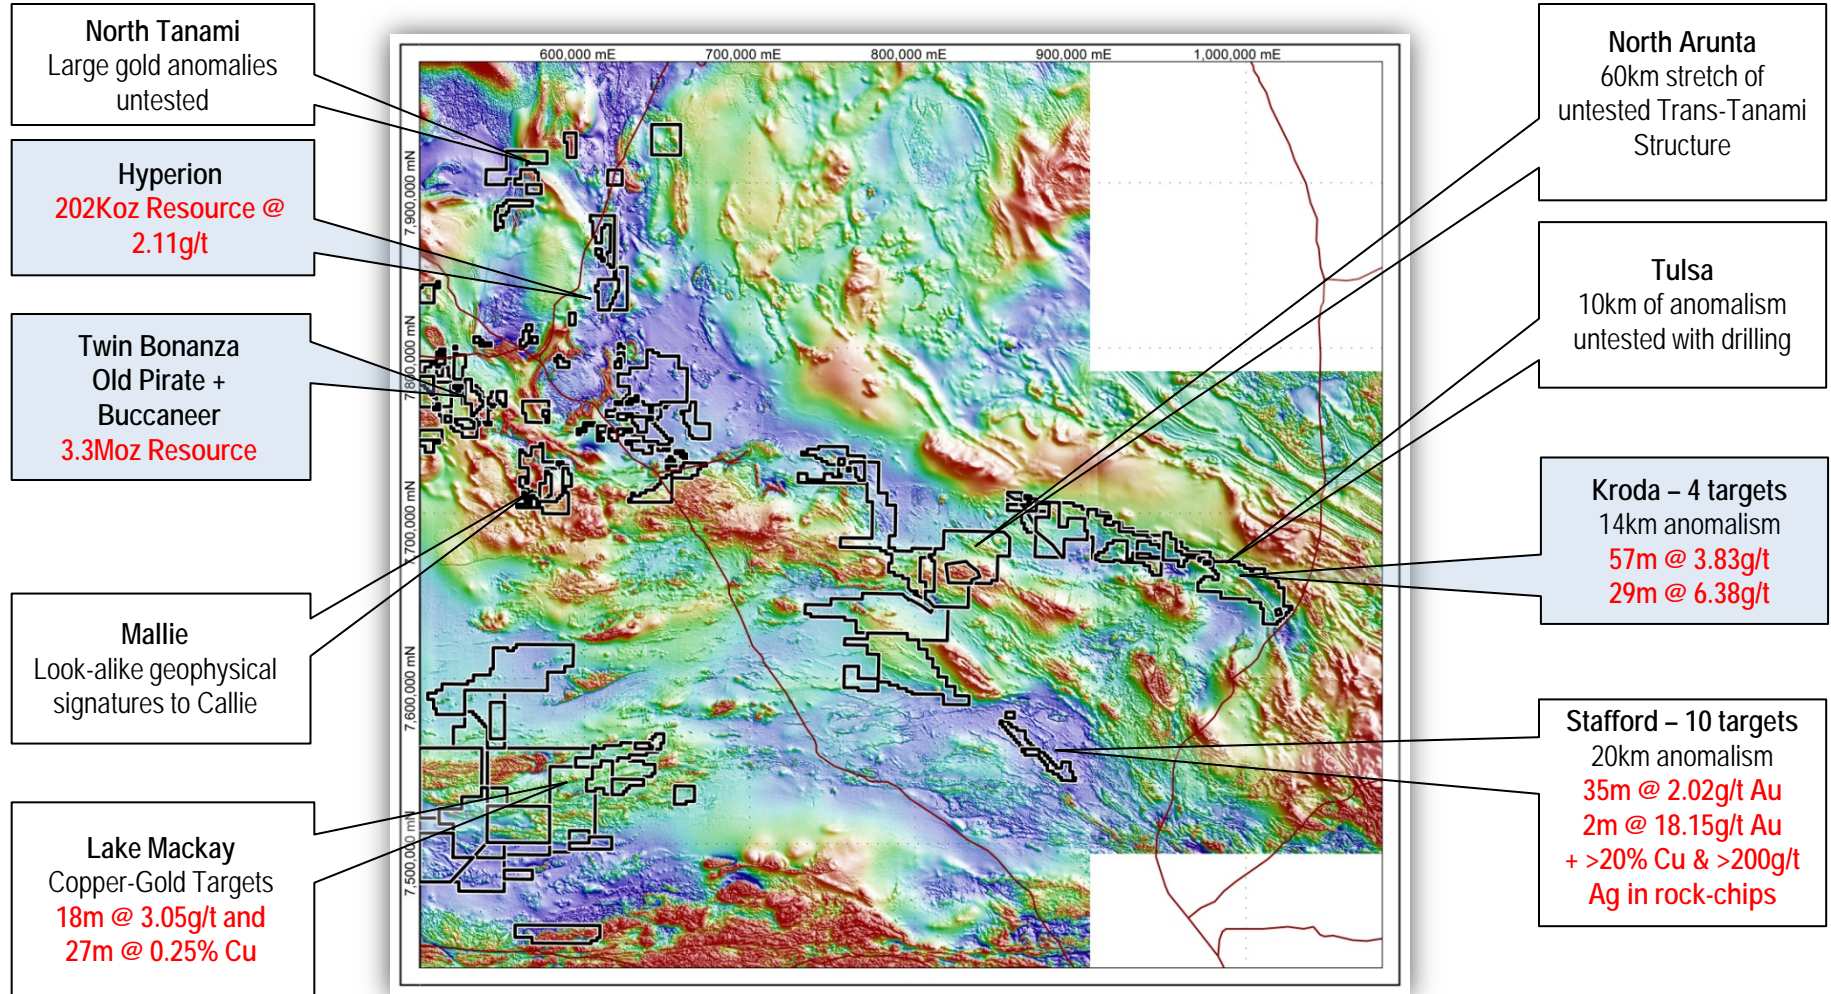 North Tanami
Large gold anomalies
untested
Hyperion
202Koz Resource @
2.11g/t
Twin Bonanza
Old Pirate +
Buccaneer
3.3Moz Resource
Mallie
Look-alike geophysical
signatures to Callie
Lake Mackay
Copper-Gold Targets
18m @ 3.05g/t and
27m @ 0.25% Cu
600,000 mE
700,000 mE
800,000 mE
900,000 mE
1,000,000 mE
7,900,000 mN
7,800,000 mN
7,700,000 mN
7,600,000 mN
7,500,000 mN
North Arunta
60km stretch of
untested Trans-Tanami
Structure
Tulsa
10km of anomalism
untested with drilling
Kroda – 4 targets
14km anomalism
57m @ 3.83g/t
29m @ 6.38g/t
Stafford – 10 targets
20km anomalism
35m @ 2.02g/t Au
2m @ 18.15g/t Au
+ >20% Cu & >200g/t
Ag in rock-chips